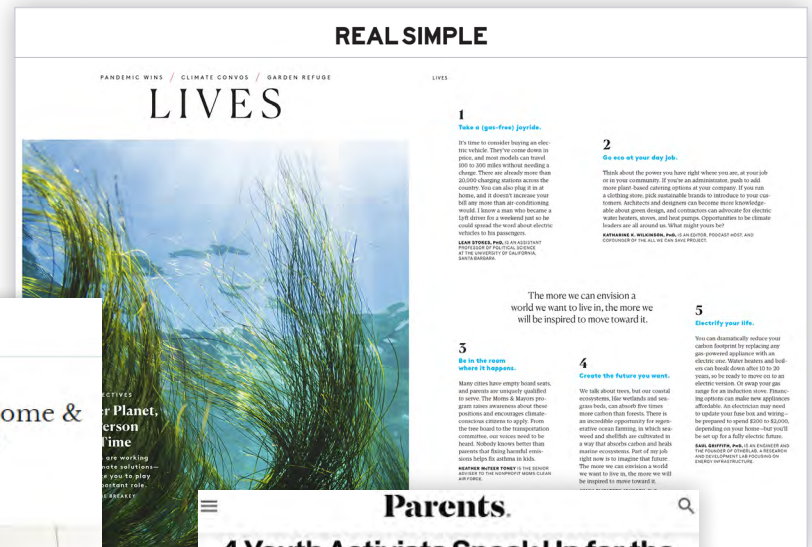 REAL SIMPLE
PANDEMIC WINS / CLIMATE CONVOS / GARDEN REFUGE
LIVES
LIVES
1
Take a (gas-free) joyride.
It's time to consider buying an elec-
tric vehicle. They've come down in
price, and most models can travel
100 to 300 miles without needing a
charge. There are already more than
20,000 charging stations across the
country. You can also plug it in at
home, and it doesn't increase your
bill any more than air-conditioning
would. I know a man who became a
Lyft driver for a weekend just so he
could spread the word about electric
vehicles to his passengers.
LEAH STOKES, PhD, IS AN ASSISTANT
PROFESSOR OF POLITICAL SCIENCE
AT THE UNIVERSITY OF CALIFORNIA,
SANTA BARBARA.
2
Go eco at your day job.
Think about the power you have right where you are, at your job
or in your community. If you're an administrator, push to add
more plant-based catering options at your company. If you run
a clothing store, pick sustainable brands to introduce to your cus-
tomers. Architects and designers can become more knowledge-
able about green design, and contractors can advocate for electric
water heaters, stoves, and heat pumps. Opportunities to be climate
leaders are all around us. What might yours be?
KATHARINE K. WILKINSON, PhD, IS AN EDITOR, PODCAST HOST, AND
COFOUNDER OF THE ALL WE CAN SAVE PROJECT.
The more we can envision a
world we want to live in, the more we
will be inspired to move toward it.
3
Be in the room
where it happens.
Many cities have empty board seats,
and parents are uniquely qualified
to serve. The Moms & Mayors pro-
gram raises awareness about these
positions and encourages climate-
conscious citizens to apply. From
the tree board to the transportation
committee, our voices need to be
heard. Nobody knows better than
parents that fixing harmful emis-
sions helps fix asthma in kids.
HEATHER McTEER TONEY IS THE SENIOR
ADVISER TO THE NONPROFIT MOMS CLEAN
AIR FORCE.
4
Create the future you want.
We talk about trees, but our coastal
ecosystems, like wetlands and sea-
grass beds, can absorb five times
more carbon than forests. There is
an incredible opportunity for regen-
erative ocean farming, in which sea-
weed and shellfish are cultivated in
a way that absorbs carbon and heals
marine ecosystems. Part of my job
right now is to imagine that future.
The more we can envision a world
we want to live in, the more we will
be inspired to move toward it.
5
Electrify your life.
You can dramatically reduce your
carbon footprint by replacing any
gas-powered appliance with an
electric one. Water heaters and boil-
ers can break down after 10 to 20
years, so be ready to move on to an
electric version. Or swap your gas
range for an induction stove. Financ-
ing options can make new appliances
affordable. An electrician may need
to update your fuse box and wiring—
be prepared to spend $200 to $2,000,
depending on your home—but you'll
be set up for a fully electric future.
SAUL GRIFFITH, PhD, IS AN ENGINEER AND
THE FOUNDER OF OTHERLAB, A RESEARCH
AND DEVELOPMENT LAB FOCUSING ON
ENERGY INFRASTRUCTURE.
ome &
Planet,
Time
are working
solutions—
you to play
role.
BREAKEY
Parents.
4 Youth Activists Speak Up for the